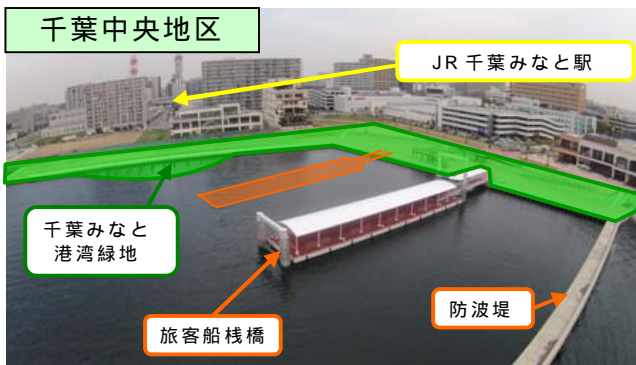 千葉中央地区
JR千葉みなと駅
千葉みなと
港湾緑地
旅客船桟橋
防波堤